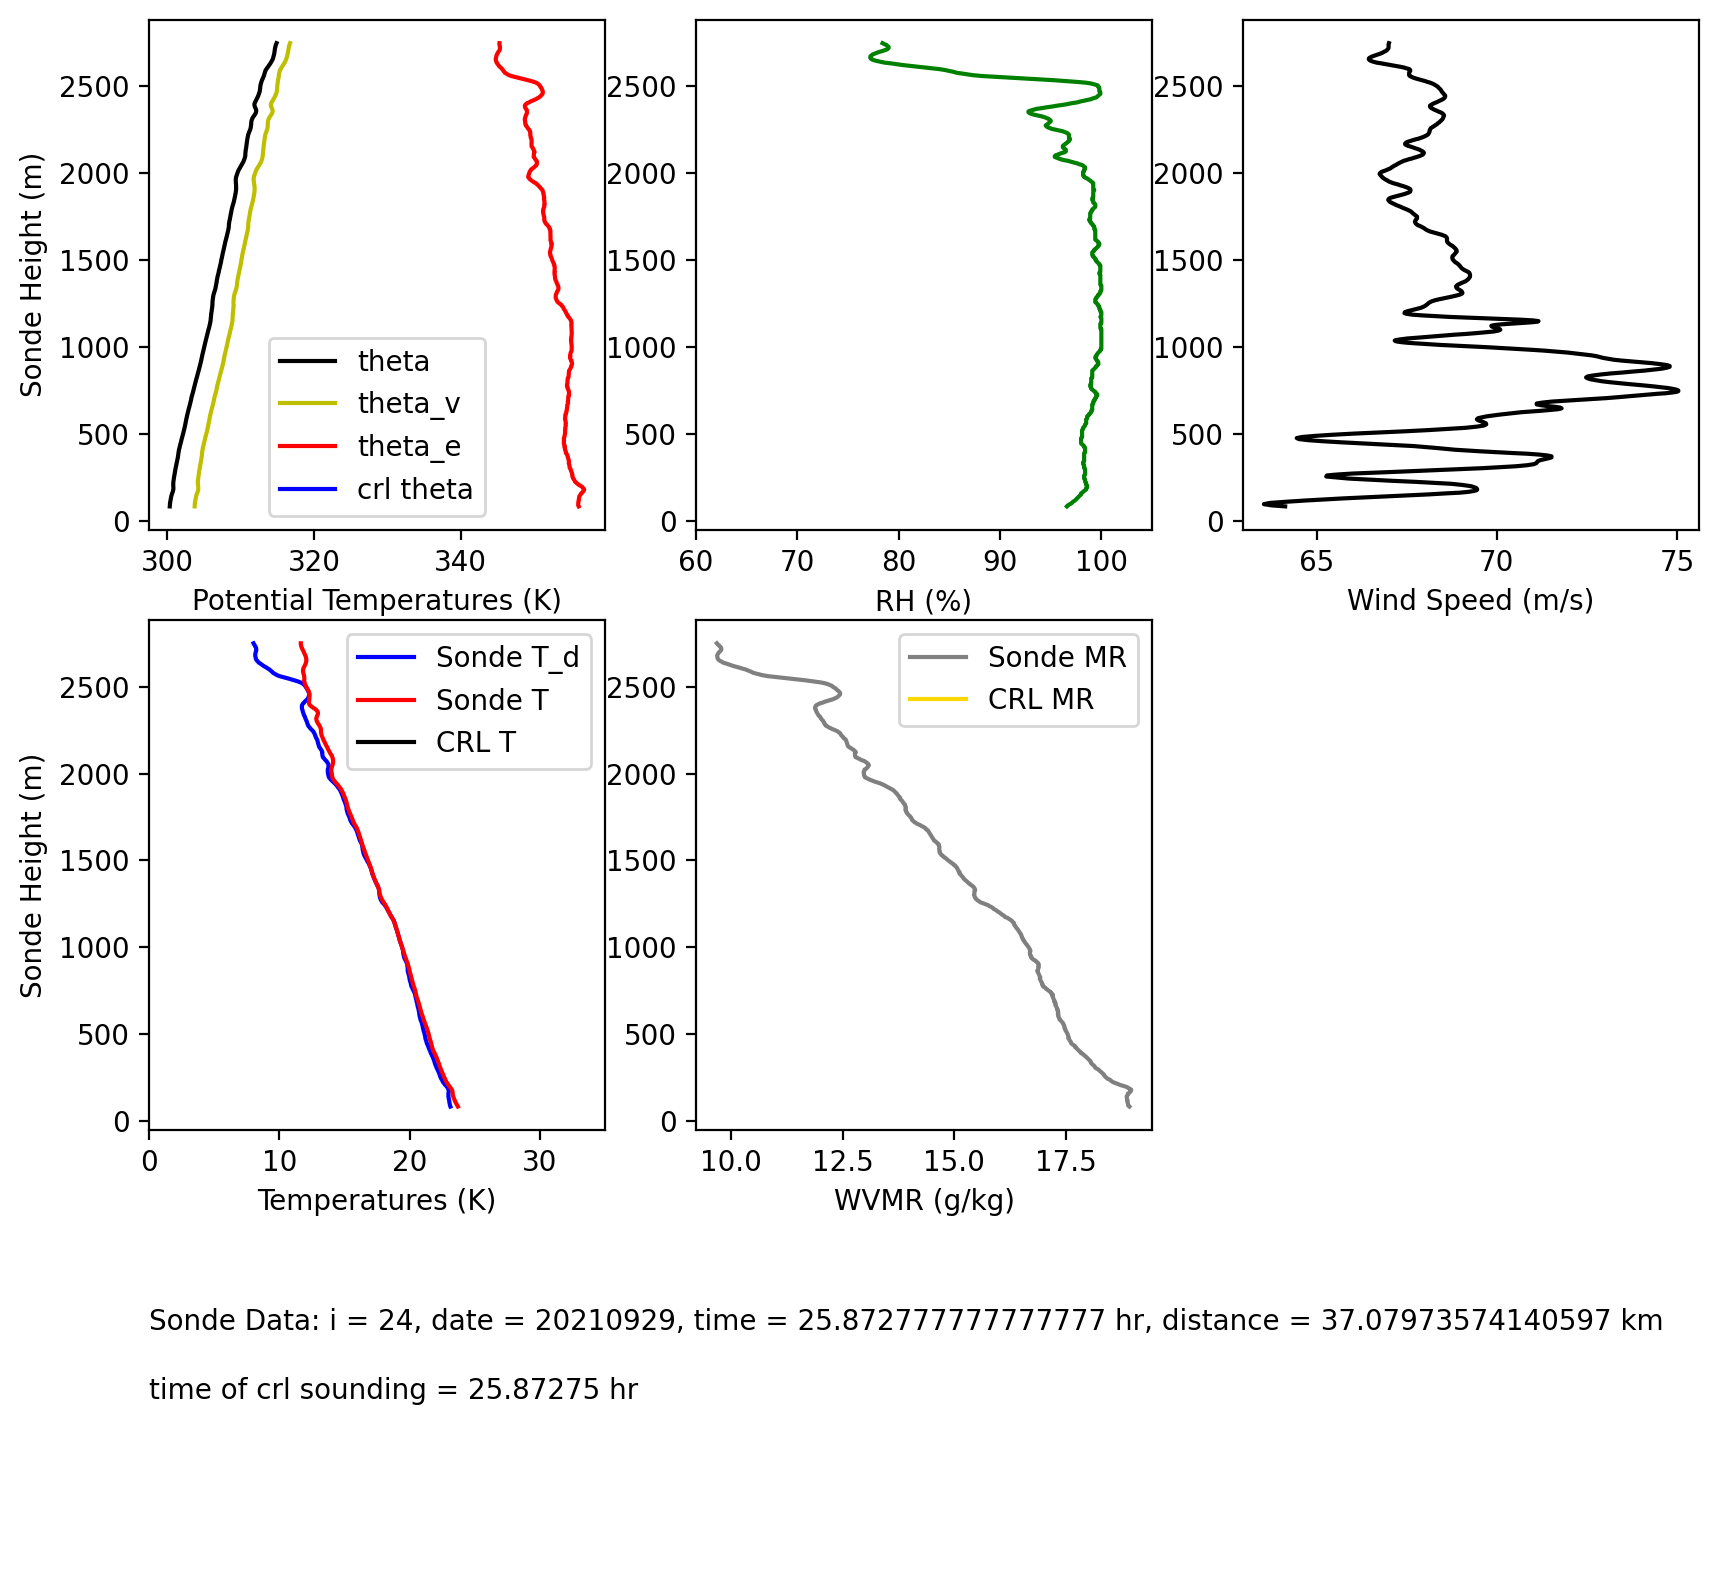 Sonde Height (m)
2500
2000
1500
1000
500
0
theta
theta_v
theta_e
crl theta
300 320 340
Potential Temperatures (K)
2500
2000
1500
1000
500
0
60 70 80 90 100
RH (%)
2500
2000
1500
1000
500
0
65 70 75
Wind Speed (m/s)
Sonde Height (m)
2500
2000
1500
1000
500
0
Sonde T_d
Sonde T
CRL T
0 10 20 30
Temperatures (K)
2500
2000
1500
1000
500
0
Sonde MR
CRL MR
10.0 12.5 15.0 17.5
WVMR (g/kg)
Sonde Data: i = 24, date = 20210929, time = 25.872777777777777 hr, distance = 37.07973574140597 km
time of crl sounding = 25.87275 hr